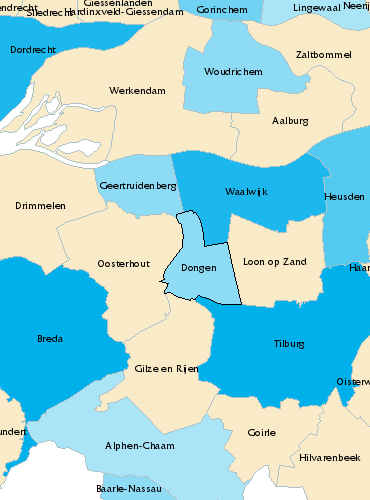 Giessenlanden
endrecht
Sliedrecht
Hardinxveld-Giessendam
Gorinchem
Lingewaal
Neerij
Dordrecht
Zaltbommel
Woudrichem
Werkendam
Aalburg
Geertruidenberg
Waalwijk
Heusden
Drimmelen
Oosterhout
Dongen
Loon op Zand
Haar
Breda
Tilburg
Gilze en Rijen
Oisterw
undert
Goirle
Alphen-Chaam
Hilvarenbeek
Baarle-Nassau